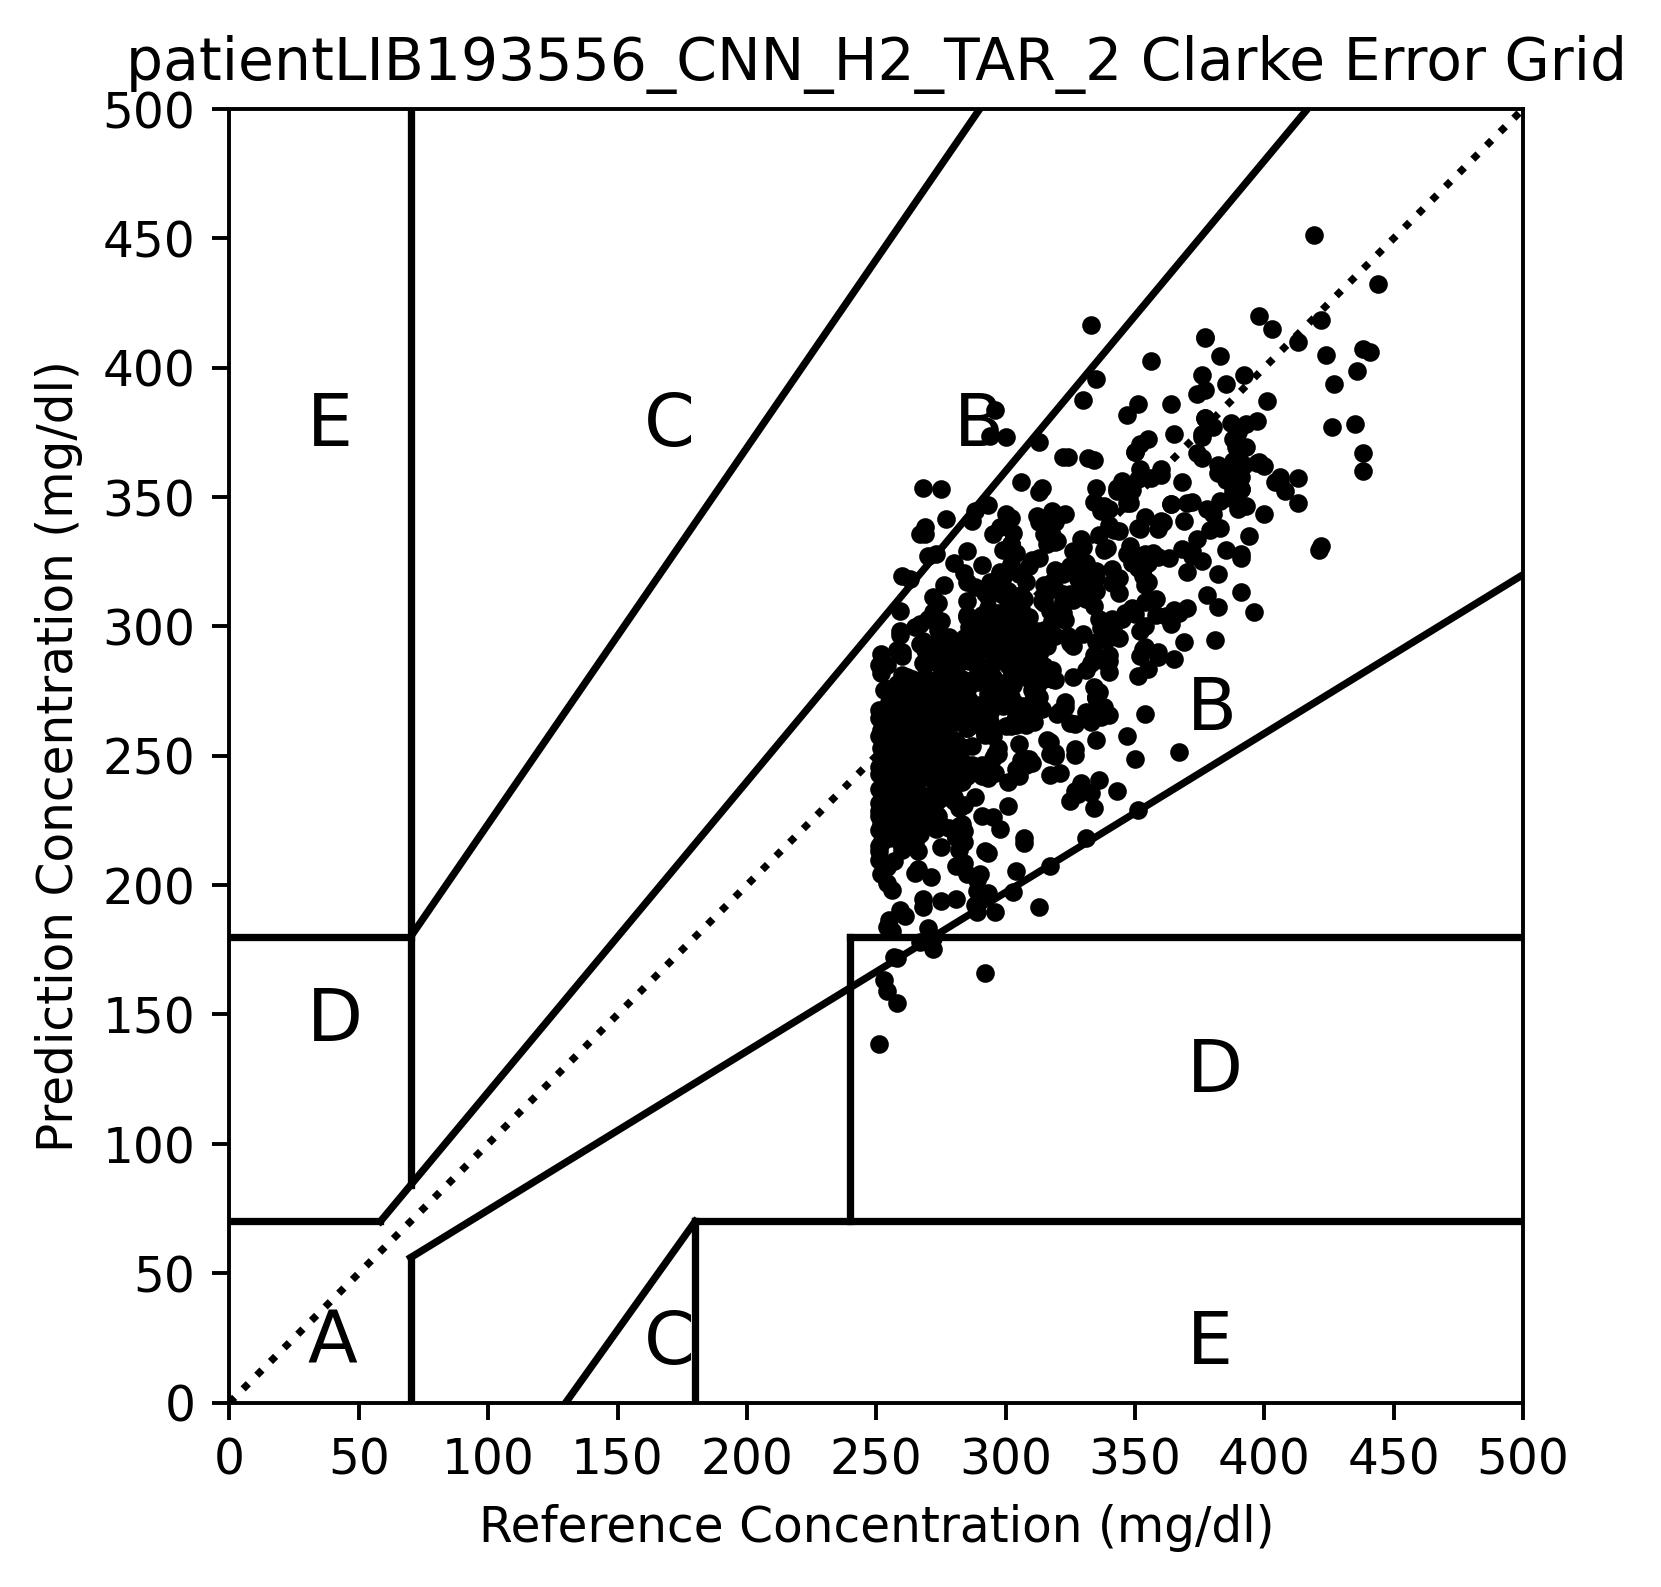 patientLIB193556_CNN_H2_TAR_2 Clarke Error Grid
Prediction Concentration (mg/dl)
500
450
400
350
300
250
200
150
100
50
0
E
C
B
B
D
D
A
C
E
0 50 100 150 200 250 300 350 400 450 500
Reference Concentration (mg/dl)